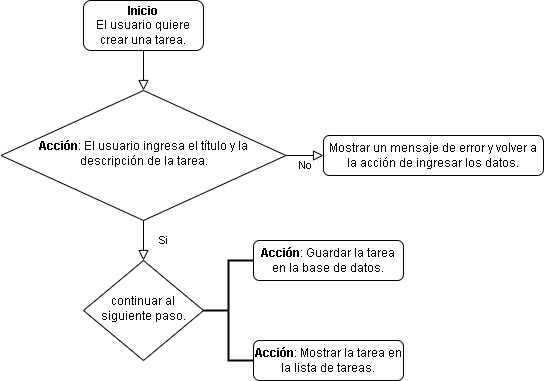 Inicio
El usuario quiere
crear una tarea.
Acción: El usuario ingresa el título y la
descripción de la tarea.
No
Mostrar un mensaje de error y volver a
la acción de ingresar los datos.
Si
continuar al
siguiente paso.
Acción: Guardar la tarea
en la base de datos.
Acción: Mostrar la tarea en
la lista de tareas.